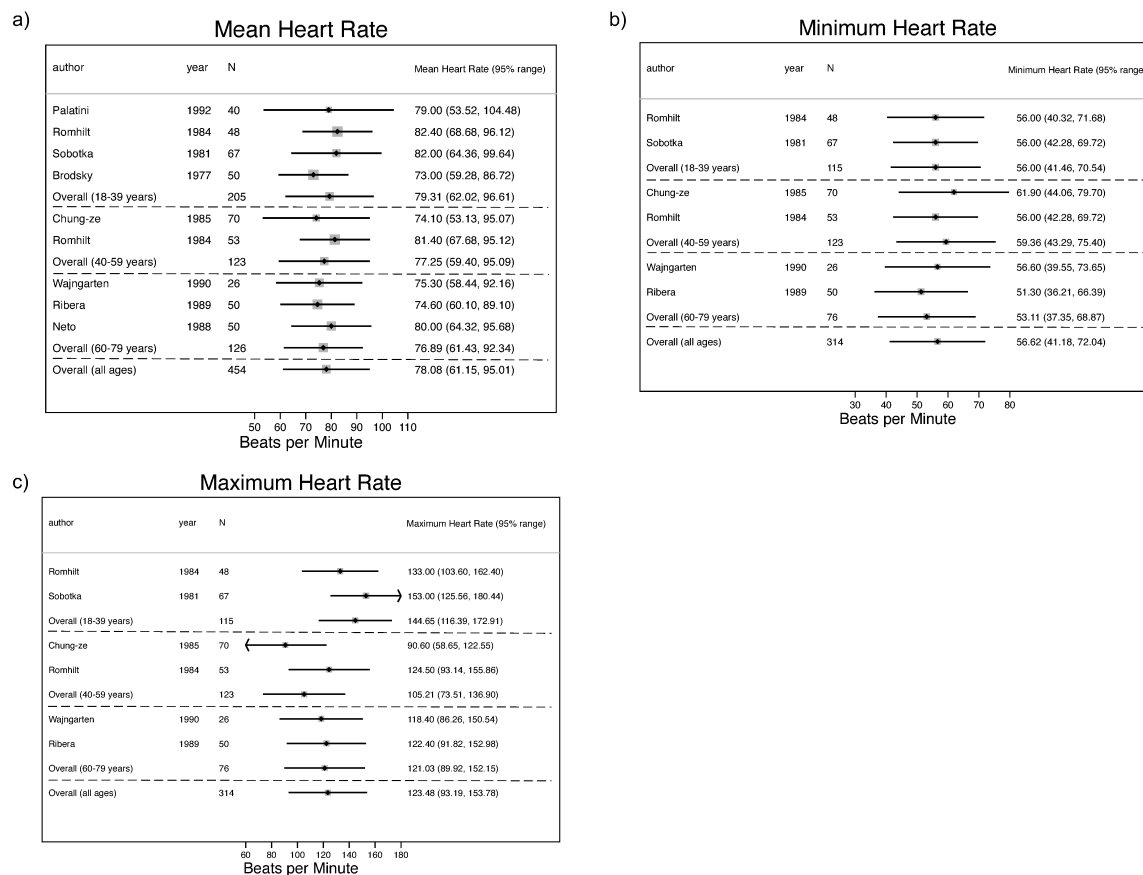 a)
Mean Heart Rate
author year N Mean Heart Rate (95% range)
Palatini 1992 40 79.00 (53.52, 104.48)
Romhilt 1984 48 82.40 (68.68, 96.12)
Sobotka 1981 67 82.00 (64.36, 99.64)
Brodsky 1977 50 73.00 (59.28, 86.72)
Overall (18-39 years) 205 79.31 (62.02, 96.61)
Chung-ze 1985 70 74.10 (53.13, 95.07)
Romhilt 1984 53 81.40 (67.68, 95.12)
Overall (40-59 years) 123 77.25 (59.40, 95.09)
Wajngarten 1990 26 75.30 (58.44, 92.16)
Ribera 1989 50 74.60 (60.10, 89.10)
Neto 1988 50 80.00 (64.32, 95.68)
Overall (60-79 years) 126 76.89 (61.43, 92.34)
Overall (all ages) 454 78.08 (61.15, 95.01)
50 60 70 80 90 100 110
Beats per Minute
b)
Minimum Heart Rate
author year N Minimum Heart Rate (95% range)
Romhilt 1984 48 56.00 (40.32, 71.68)
Sobotka 1981 67 56.00 (42.28, 69.72)
Overall (18-39 years) 115 56.00 (41.46, 70.54)
Chung-ze 1985 70 61.90 (44.06, 79.70)
Romhilt 1984 53 56.00 (42.28, 69.72)
Overall (40-59 years) 123 59.36 (43.29, 75.40)
Wajngarten 1990 26 56.60 (39.55, 73.65)
Ribera 1989 50 51.30 (36.21, 66.39)
Overall (60-79 years) 76 53.11 (37.35, 68.87)
Overall (all ages) 314 56.62 (41.18, 72.04)
30 40 50 60 70 80
Beats per Minute
c)
Maximum Heart Rate
author year N Maximum Heart Rate (95% range)
Romhilt 1984 48 133.00 (103.60, 162.40)
Sobotka 1981 67 153.00 (125.56, 180.44)
Overall (18-39 years) 115 144.65 (116.39, 172.91)
Chung-ze 1985 70 90.60 (58.65, 122.55)
Romhilt 1984 53 124.50 (93.14, 155.86)
Overall (40-59 years) 123 105.21 (73.51, 136.90)
Wajngarten 1990 26 118.40 (86.26, 150.54)
Ribera 1989 50 122.40 (91.82, 152.98)
Overall (60-79 years) 76 121.03 (89.92, 152.15)
Overall (all ages) 314 123.48 (93.19, 153.78)
60 80 100 120 140 160 180
Beats per Minute